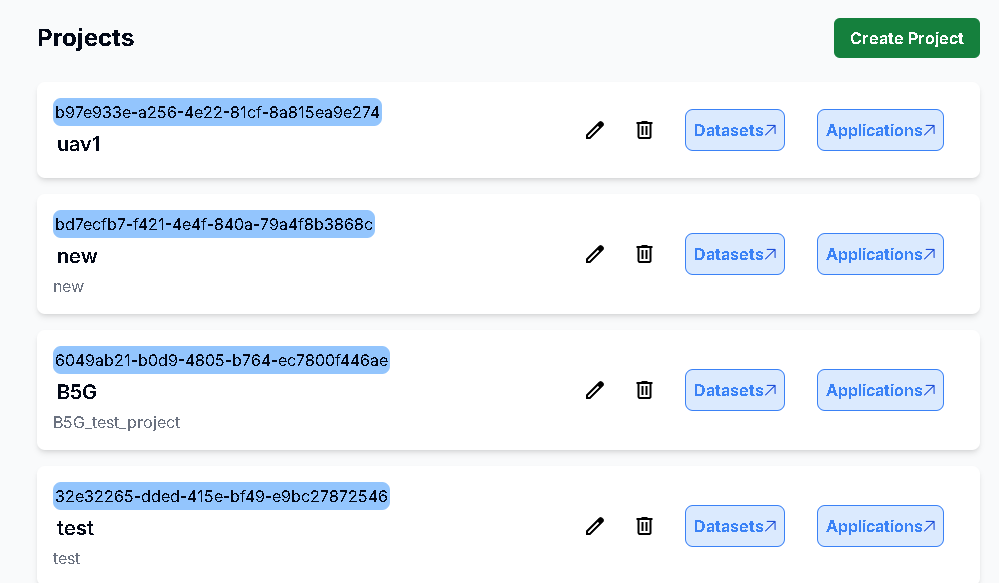 Projects
Create Project
b97e933e-a256-4e22-81cf-8a815ea9e274
uav1
Datasets
Applications
bd7ecfb7-f421-4e4f-840a-79a4f8b3868c
new
new
Datasets
Applications
6049ab21-b0d9-4805-b764-ec7800f446ae
B5G
B5G_test_project
Datasets
Applications
32e32265-dded-415e-bf49-e9bc27872546
test
test
Datasets
Applications